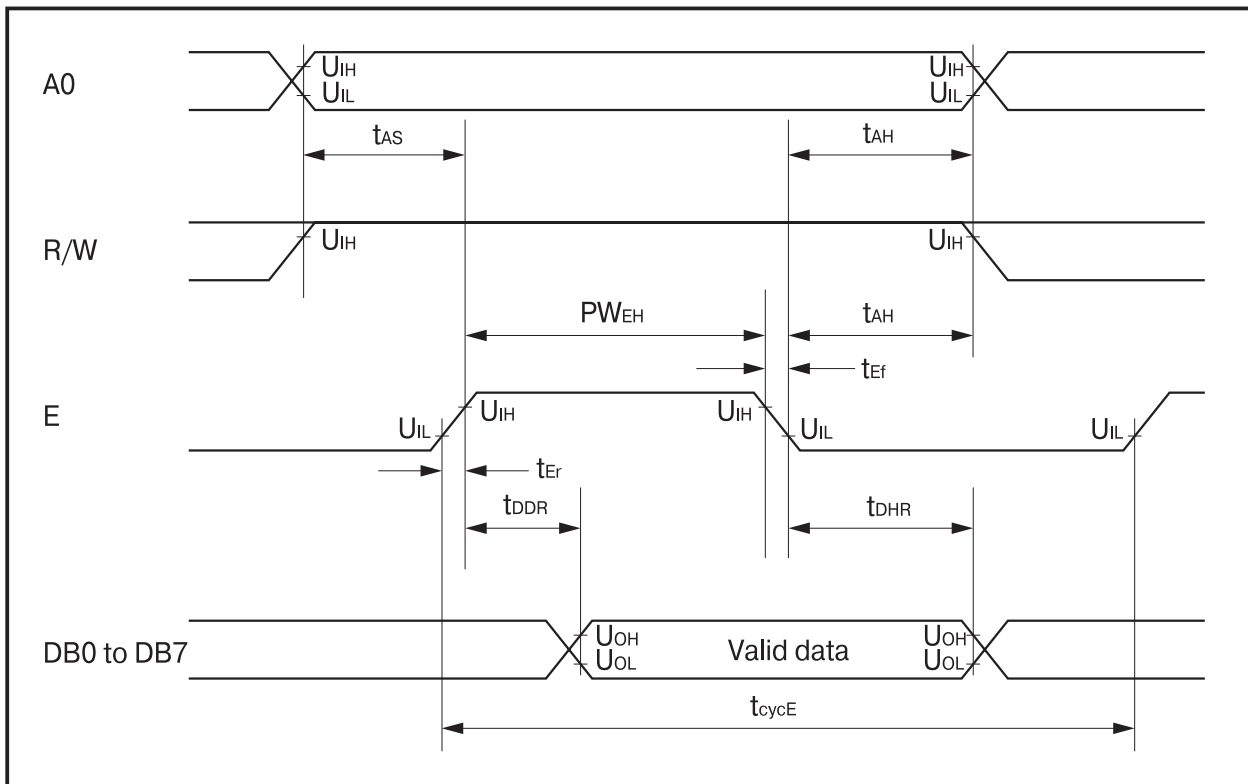 A0
UIH
UIL
UIH
UIL
tAS
tAH
R/W
UIH
UIH
PWEH
tAH
tEf
E
UIL
UIH
UIH
UIL
UIL
tEr
tDDR
tDHR
DB0 to DB7
UOH
UOL
Valid data
UOH
UOL
tcycE